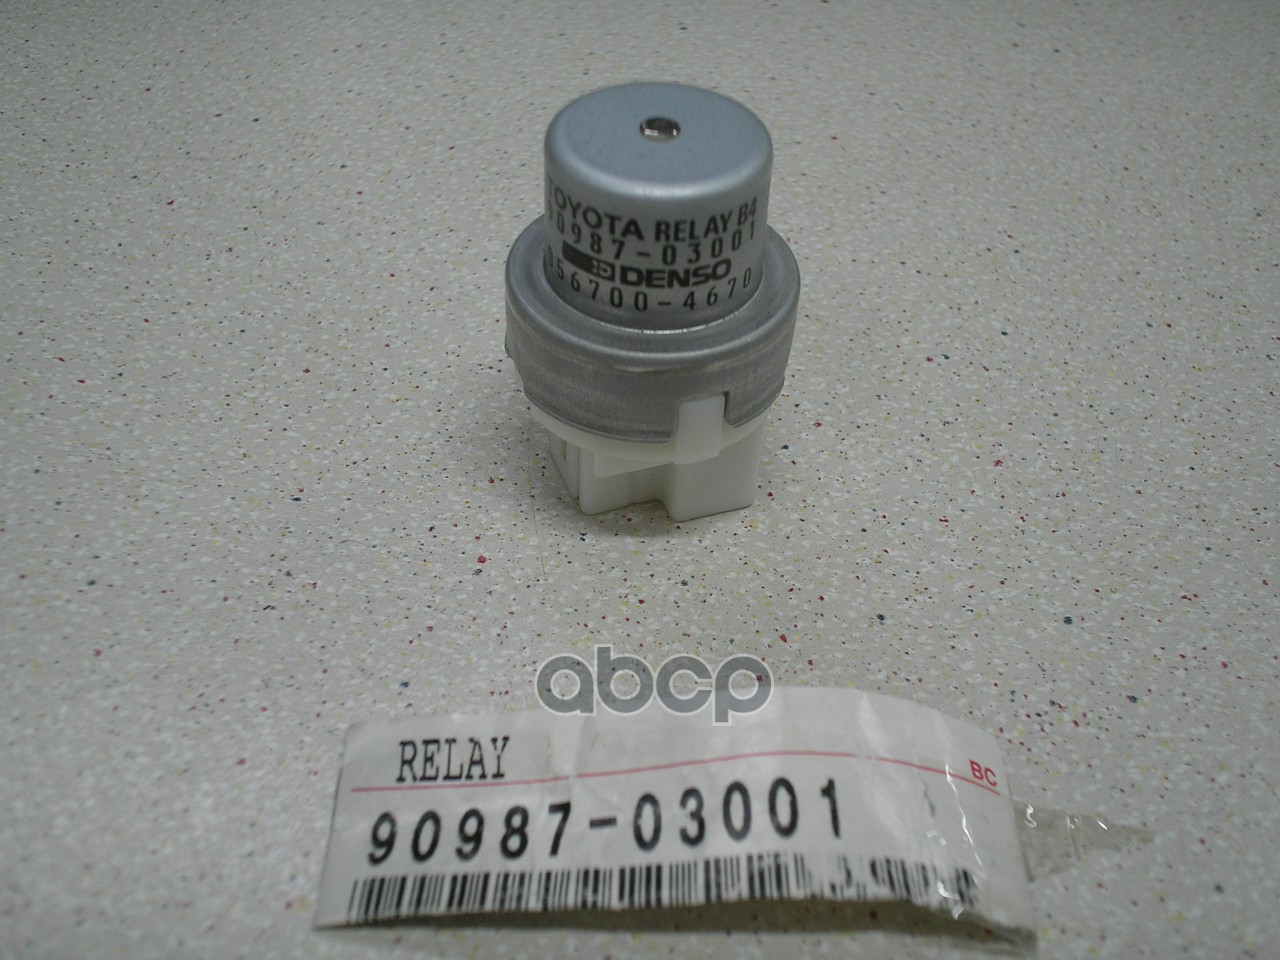 TOYOTA RELAY B4
90987-03001
DENSO
056700-4670
abcp
RELAY
BC
90987-03001